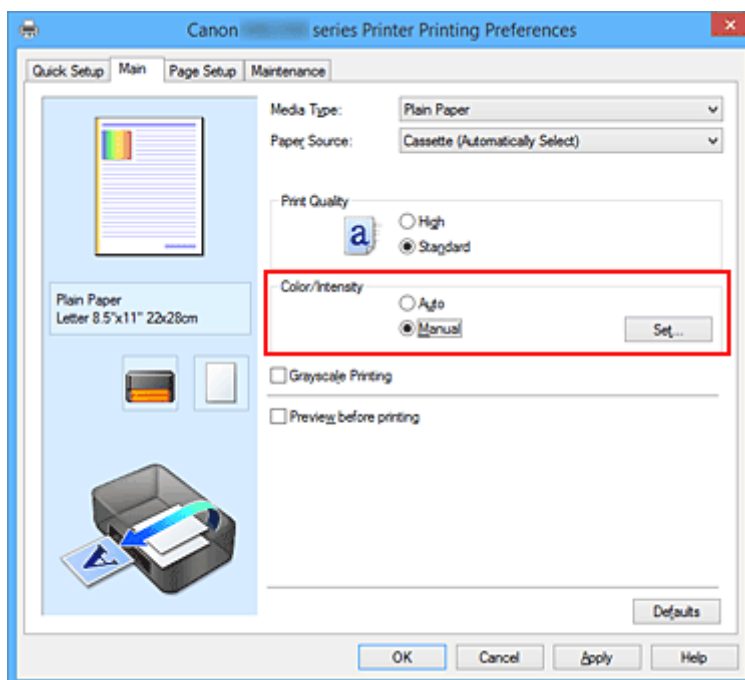 Canon series Printer Printing Preferences
Quick Setup Main Page Setup Maintenance
Media Type: Plain Paper
Paper Source: Cassette (Automatically Select)
Print Quality
a
High
Standard
Color/Intensity
Auto
Manual
Set...
Plain Paper
Letter 8.5"x11" 22x28cm
Grayscale Printing
Preview before printing
A
Defaults
OK Cancel Apply Help